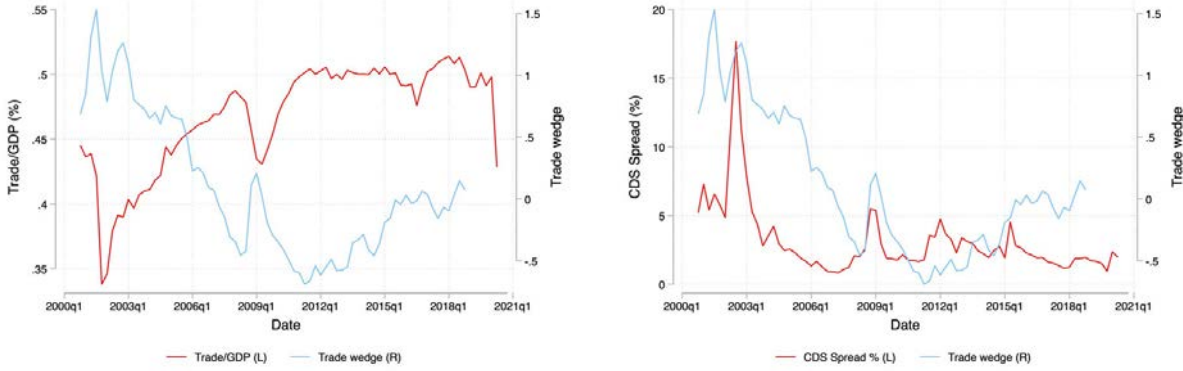 .55
.5
.45
.4
.35
Trade/GDP (%)
1.5
1
.5
0
-.5
Trade wedge
2000q1 2003q1 2006q1 2009q1 2012q1 2015q1 2018q1 2021q1
Date
Trade/GDP (L) Trade wedge (R)
20
15
10
5
0
CDS Spread (%)
1.5
1
.5
0
-.5
Trade wedge
2000q1 2003q1 2006q1 2009q1 2012q1 2015q1 2018q1 2021q1
Date
CDS Spread % (L) Trade wedge (R)